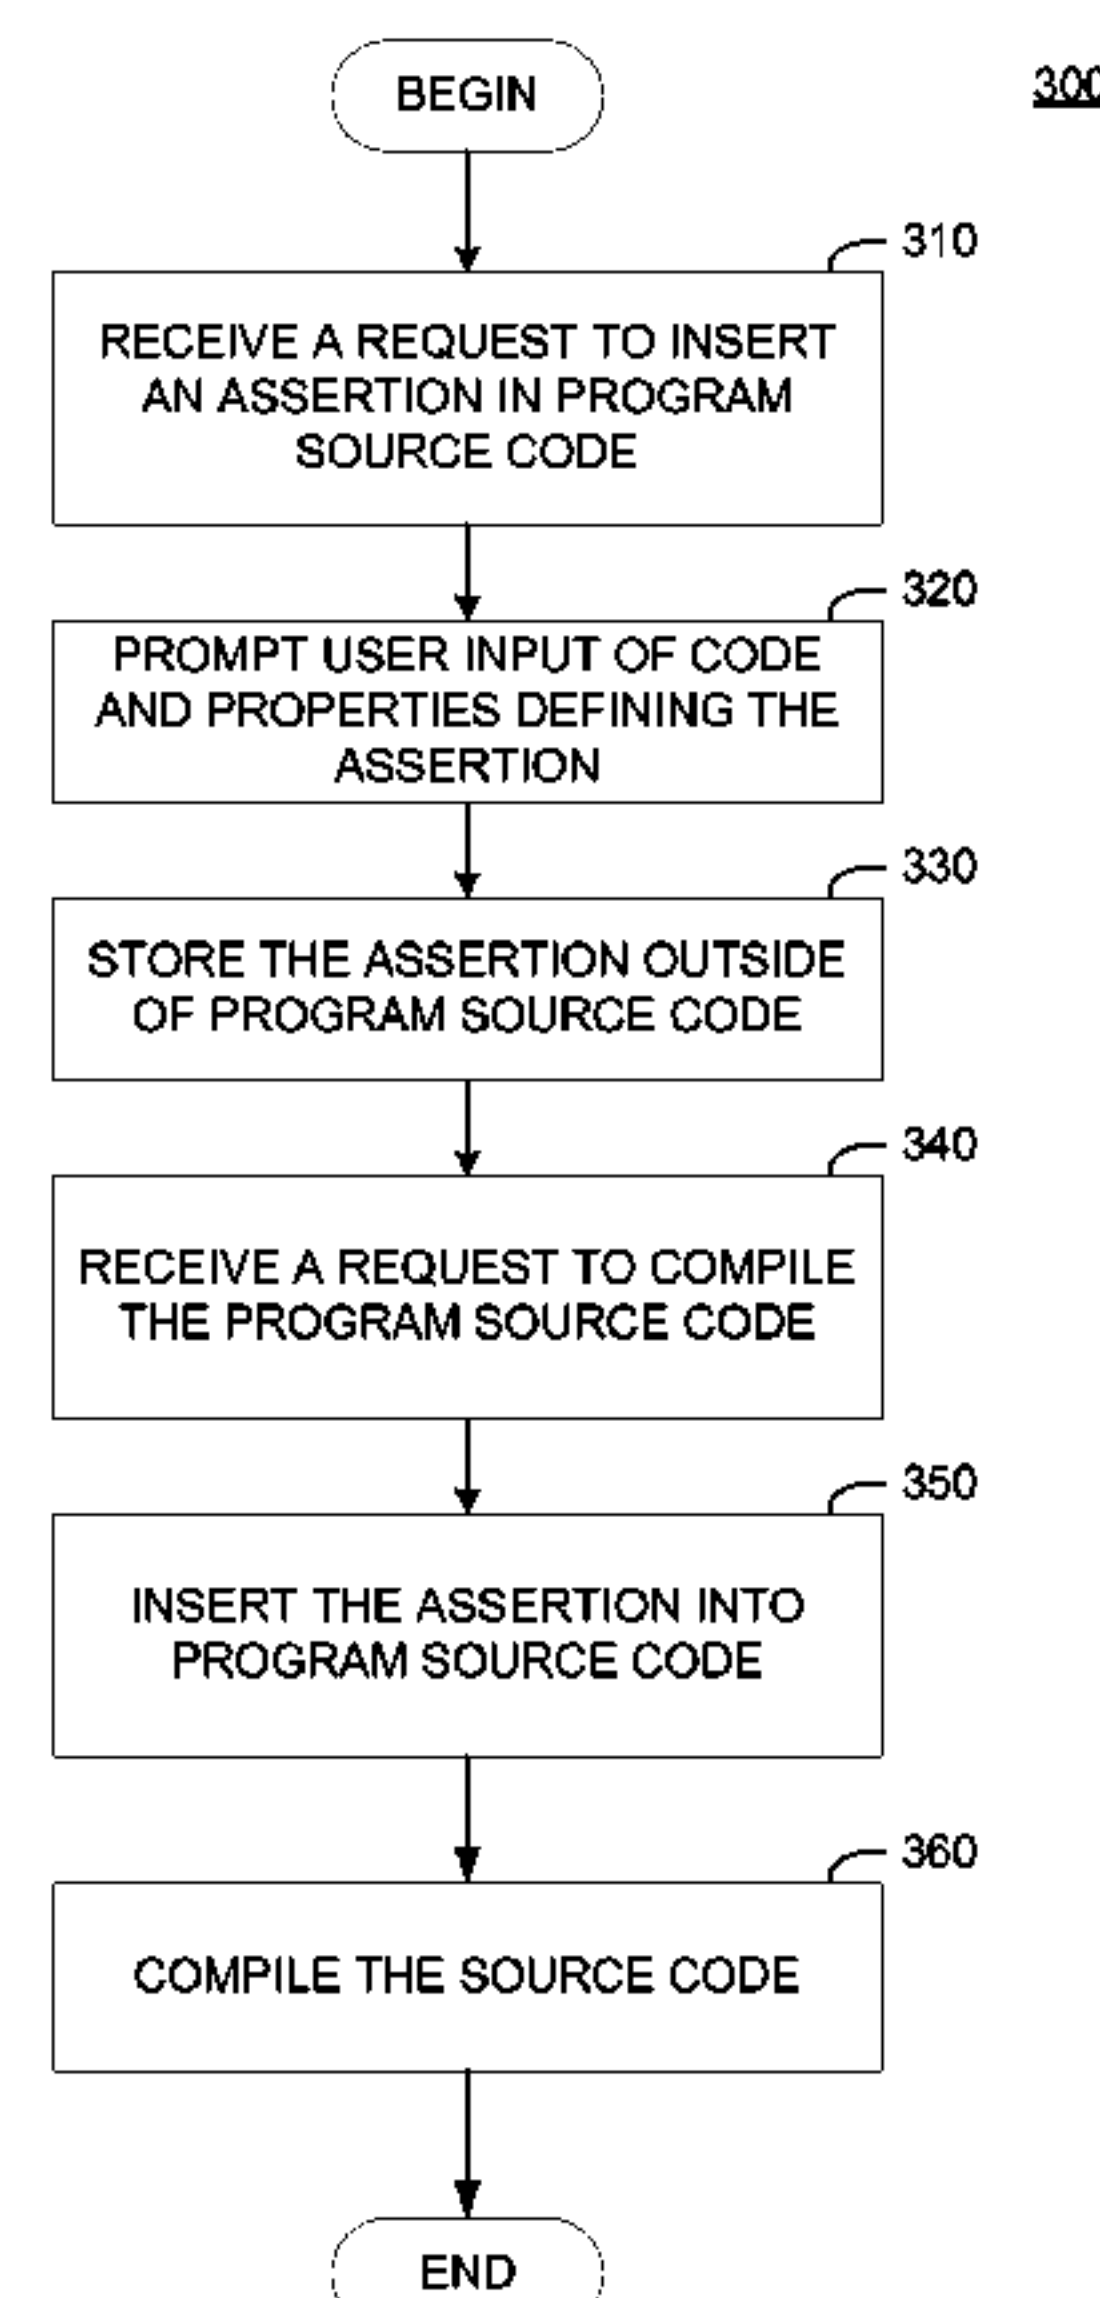 BEGIN
300
310
RECEIVE A REQUEST TO INSERT
AN ASSERTION IN PROGRAM
SOURCE CODE
320
PROMPT USER INPUT OF CODE
AND PROPERTIES DEFINING THE
ASSERTION
330
STORE THE ASSERTION OUTSIDE
OF PROGRAM SOURCE CODE
340
RECEIVE A REQUEST TO COMPILE
THE PROGRAM SOURCE CODE
350
INSERT THE ASSERTION INTO
PROGRAM SOURCE CODE
360
COMPILE THE SOURCE CODE
END